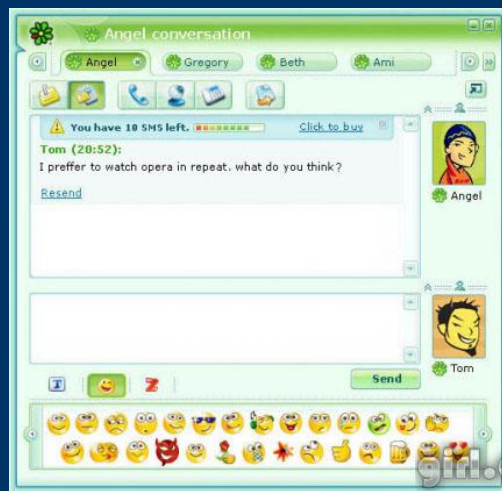 Angel conversation
Angel
Gregory
Beth
Ami
You have 10 SMS left.
Click to buy
Tom (20:52):
I preffer to watch opera in repeat. what do you think?
Resend
Angel
T
Z
Send
Tom
girl.